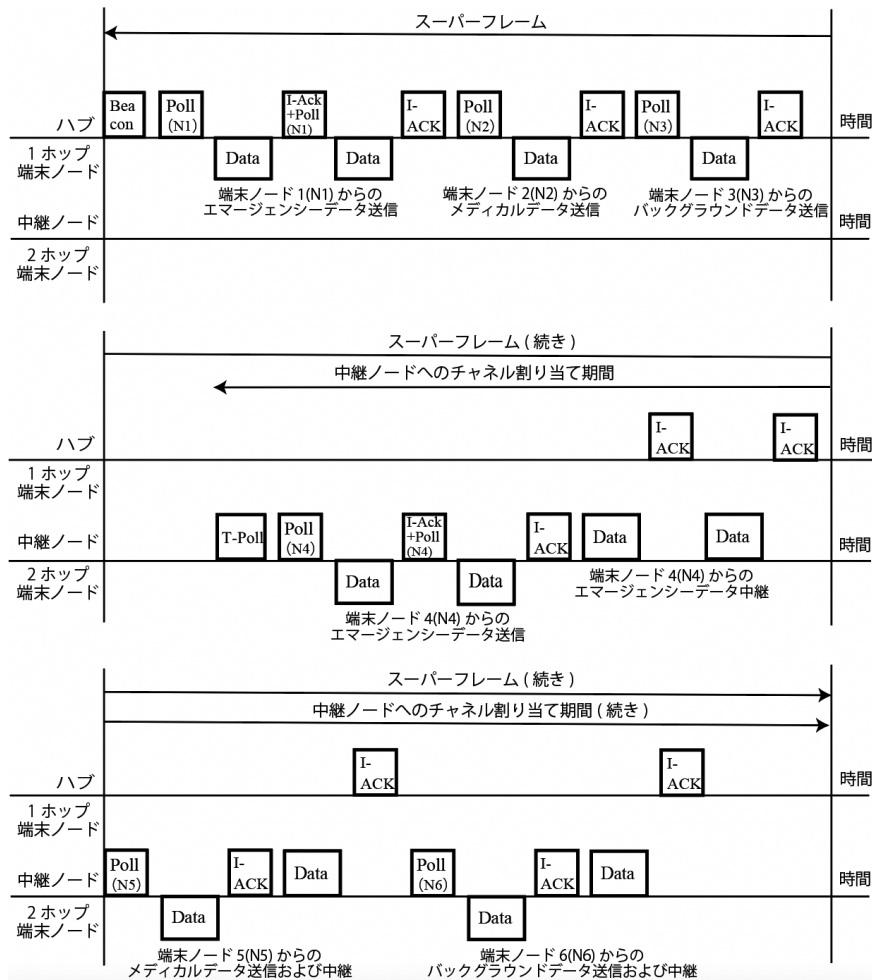 スーパーフレーム
Bea
con
Poll
(N1)
I-Ack
+Poll
(N1)
I-
ACK
Poll
(N2)
I-
ACK
Poll
(N3)
I-
ACK
ハブ
時間
1 ホップ
端末ノード
Data
Data
Data
Data
端末ノード 1(N1) からの
エマージェンシーデータ送信
端末ノード 2(N2) からの
メディカルデータ送信
端末ノード 3(N3) からの
バックグラウンドデータ送信
中継ノード
時間
2 ホップ
端末ノード
スーパーフレーム ( 続き )
中継ノードへのチャネル割り当て期間
I-
ACK
I-
ACK
ハブ
時間
1 ホップ
端末ノード
中継ノード
T-Poll
Poll
(N4)
I-Ack
+Poll
(N4)
I-
ACK
Data
Data
時間
2 ホップ
端末ノード
Data
Data
端末ノード 4(N4) からの
エマージェンシーデータ中継
端末ノード 4(N4) からの
エマージェンシーデータ送信
スーパーフレーム ( 続き )
中継ノードへのチャネル割り当て期間 ( 続き )
I-
ACK
I-
ACK
ハブ
時間
1 ホップ
端末ノード
中継ノード
Poll
(N5)
I-
ACK
Data
Poll
(N6)
I-
ACK
Data
時間
2 ホップ
端末ノード
Data
Data
端末ノード 5(N5) からの
メディカルデータ送信および中継
端末ノード 6(N6) からの
バックグラウンドデータ送信および中継